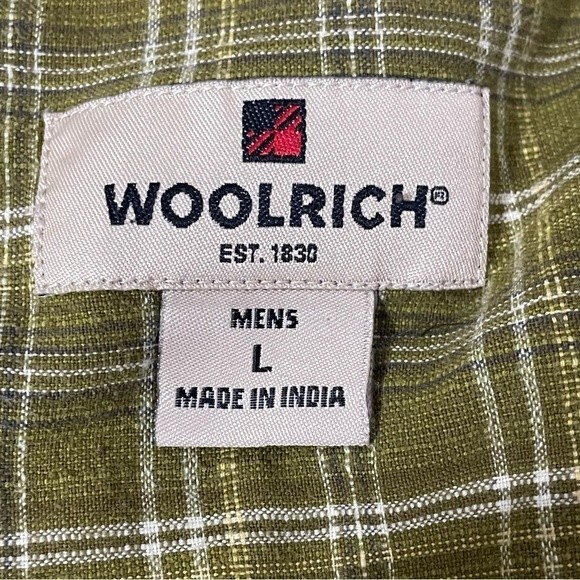 WOOLRICH®
EST. 1830
MENS
L
MADE IN INDIA